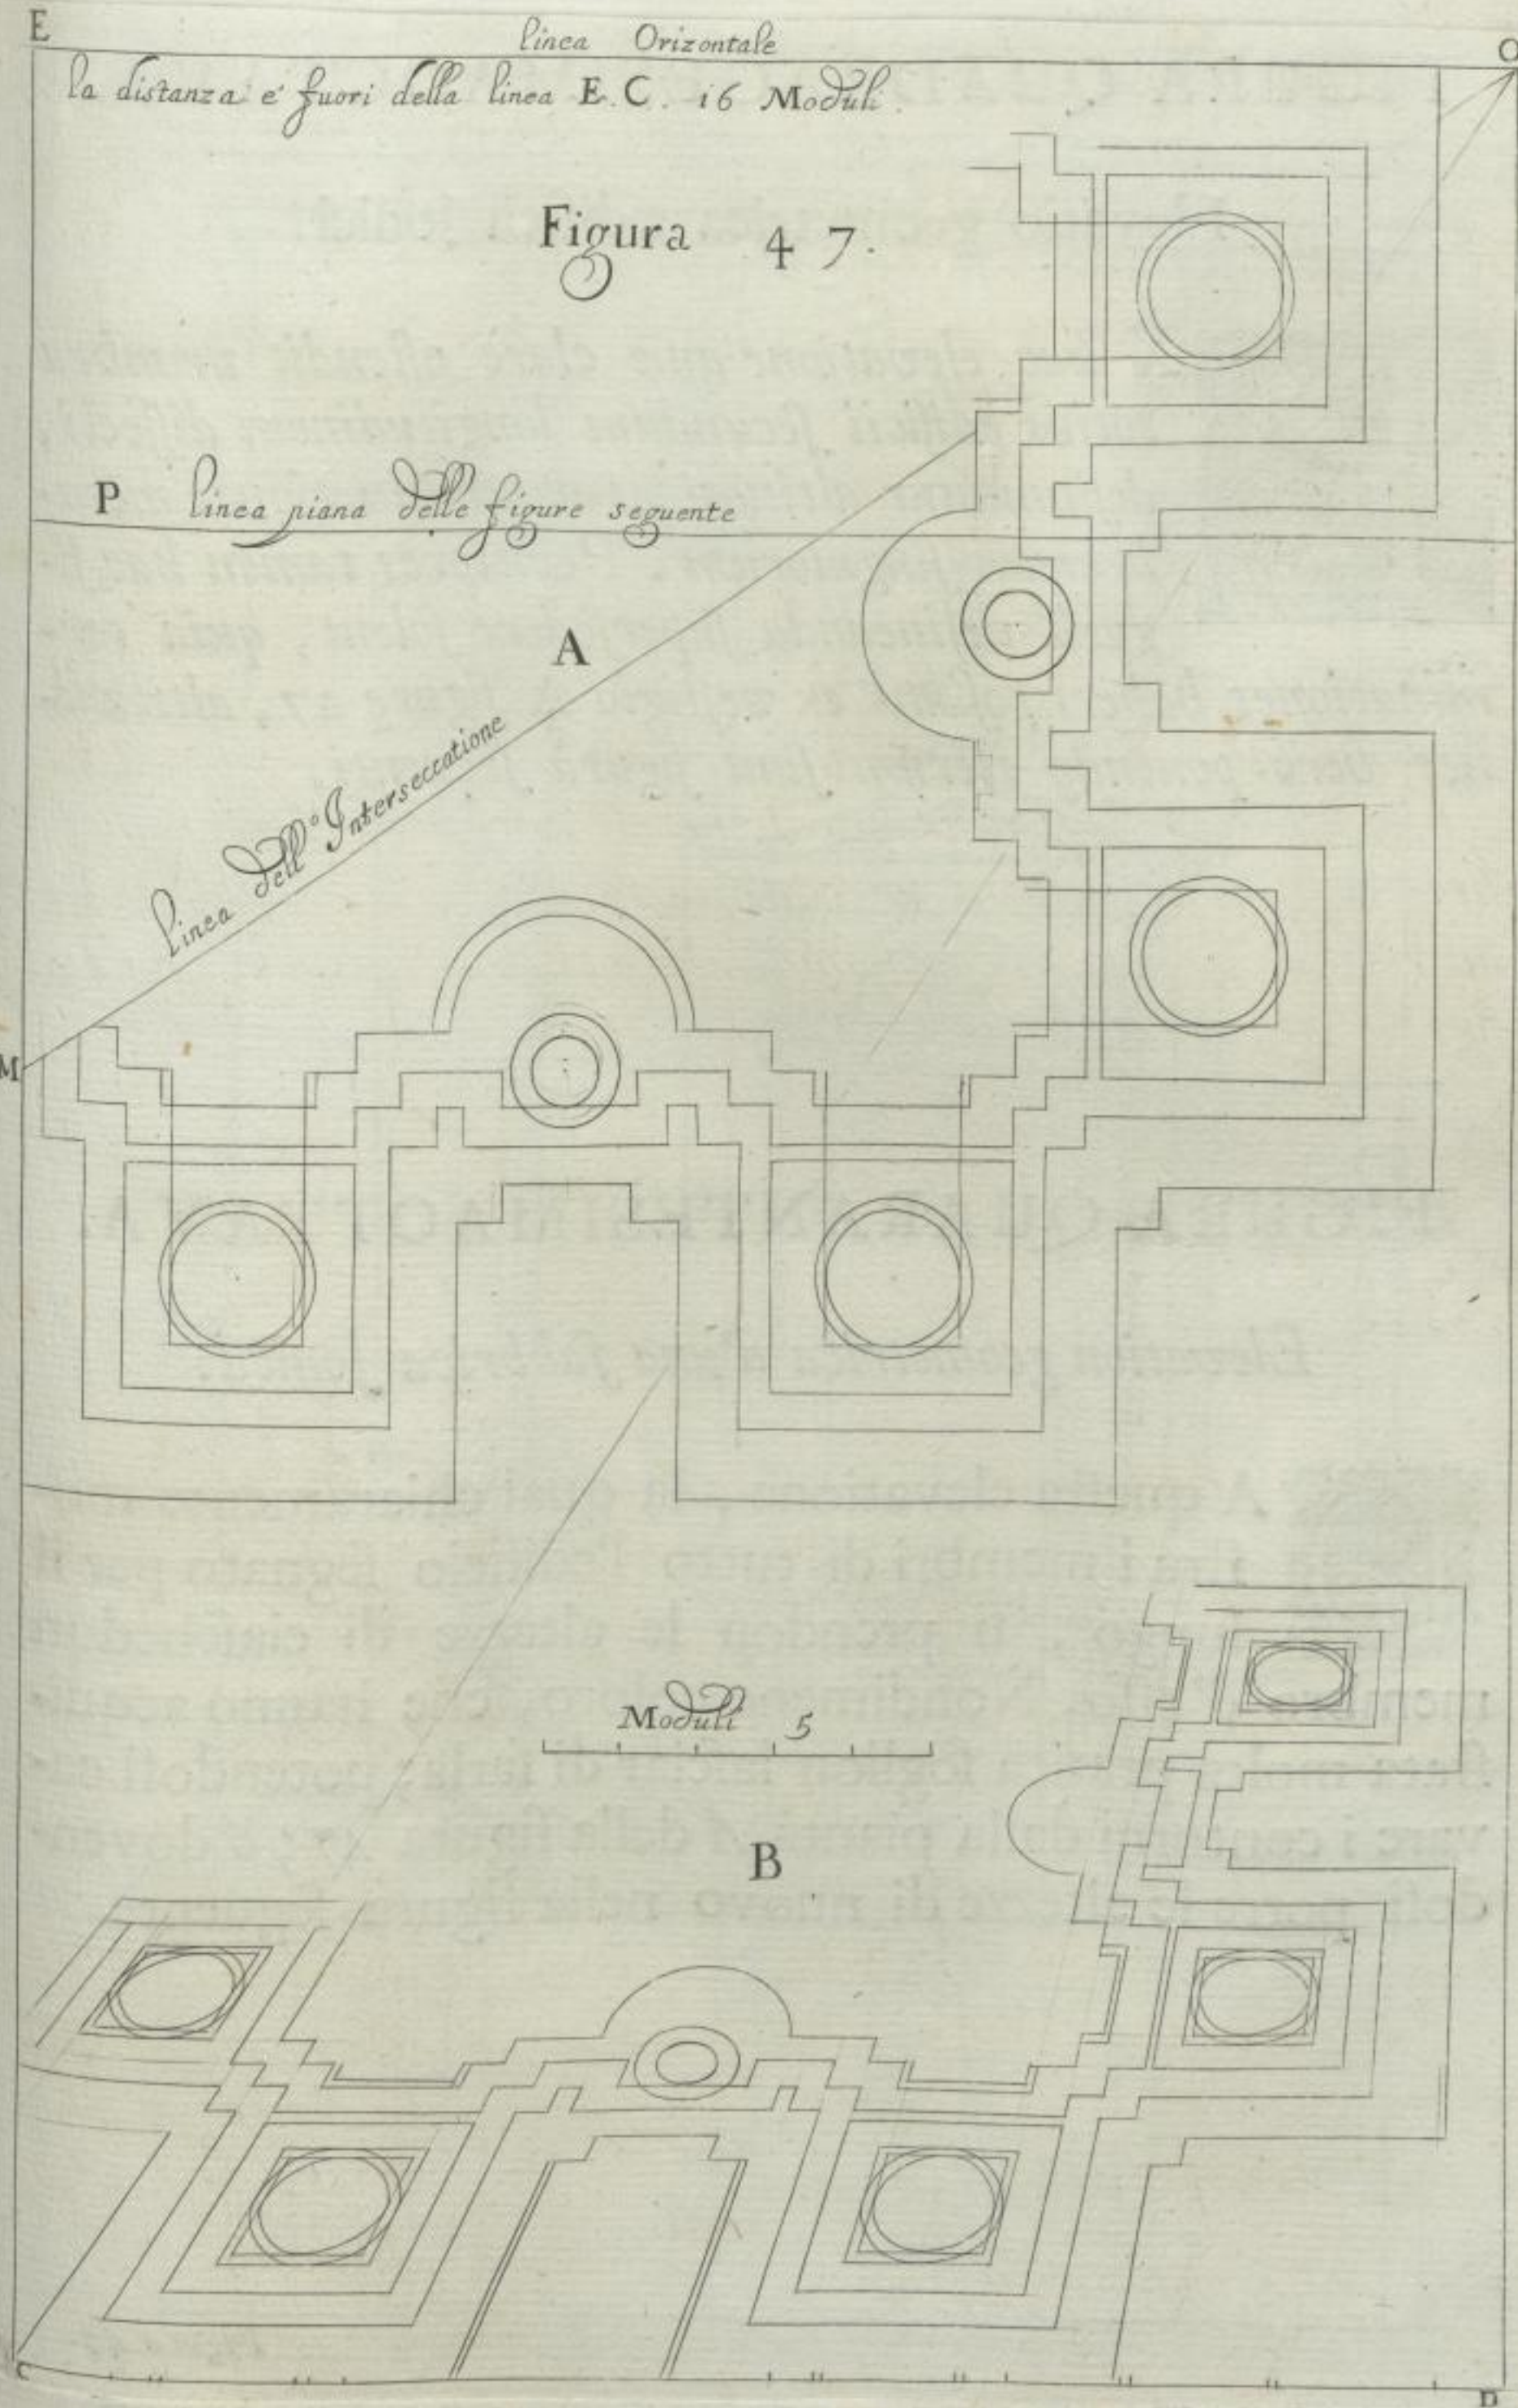 E
linea Orizontale
O
la distanza e' fuori della linea E. C. 16 Moduli.
Figura 47.
P linea piana delle figure seguente
A
linea dell'Interseccatione
M
Moduli 5
B
C
D